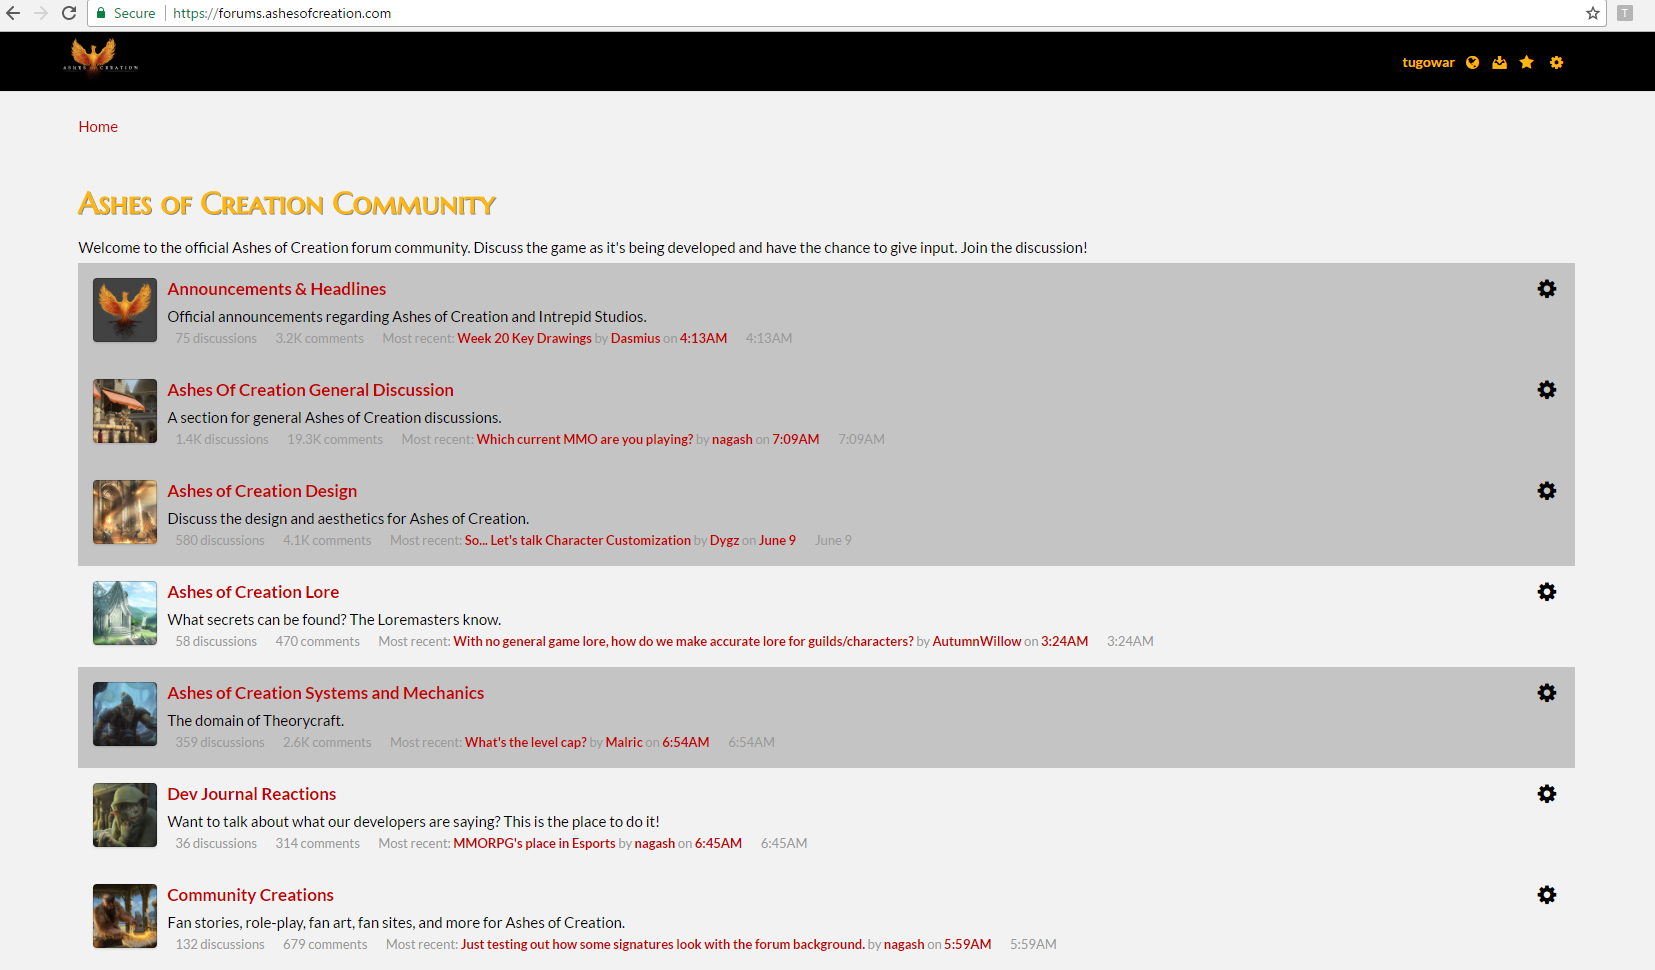 Secure https://forums.ashesofcreation.com
T
ASHES OF CREATION
tugowar
Home
Ashes of Creation Community
Welcome to the official Ashes of Creation forum community. Discuss the game as it's being developed and have the chance to give input. Join the discussion!
Announcements & Headlines
Official announcements regarding Ashes of Creation and Intrepid Studios.
75 discussions 3.2K comments Most recent: Week 20 Key Drawings by Dasmius on 4:13AM 4:13AM
Ashes Of Creation General Discussion
A section for general Ashes of Creation discussions.
1.4K discussions 19.3K comments Most recent: Which current MMO are you playing? by nagash on 7:09AM 7:09AM
Ashes of Creation Design
Discuss the design and aesthetics for Ashes of Creation.
580 discussions 4.1K comments Most recent: So... Let's talk Character Customization by Dygz on June 9 June 9
Ashes of Creation Lore
What secrets can be found? The Loremasters know.
58 discussions 470 comments Most recent: With no general game lore, how do we make accurate lore for guilds/characters? by AutumnWillow on 3:24AM 3:24AM
Ashes of Creation Systems and Mechanics
The domain of Theorycraft.
359 discussions 2.6K comments Most recent: What's the level cap? by Malric on 6:54AM 6:54AM
Dev Journal Reactions
Want to talk about what our developers are saying? This is the place to do it!
36 discussions 314 comments Most recent: MMORPG's place in Esports by nagash on 6:45AM 6:45AM
Community Creations
Fan stories, role-play, fan art, fan sites, and more for Ashes of Creation.
132 discussions 679 comments Most recent: Just testing out how some signatures look with the forum background. by nagash on 5:59AM 5:59AM